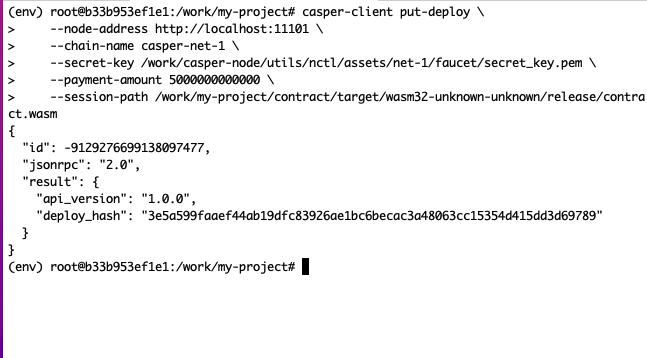 (env) root@b33b953ef1e1:/work/my-project# casper-client put-deploy \
>     --node-address http://localhost:11101 \
>     --chain-name casper-net-1 \
>     --secret-key /work/casper-node/utils/nctl/assets/net-1/faucet/secret_key.pem \
>     --payment-amount 5000000000000 \
>     --session-path /work/my-project/contract/target/wasm32-unknown-unknown/release/contra
ct.wasm
{
  "id": -9129276699138097477,
  "jsonrpc": "2.0",
  "result": {
    "api_version": "1.0.0",
    "deploy_hash": "3e5a599faaef44ab19dfc83926ae1bc6becac3a48063cc15354d415dd3d69789"
  }
}
(env) root@b33b953ef1e1:/work/my-project#